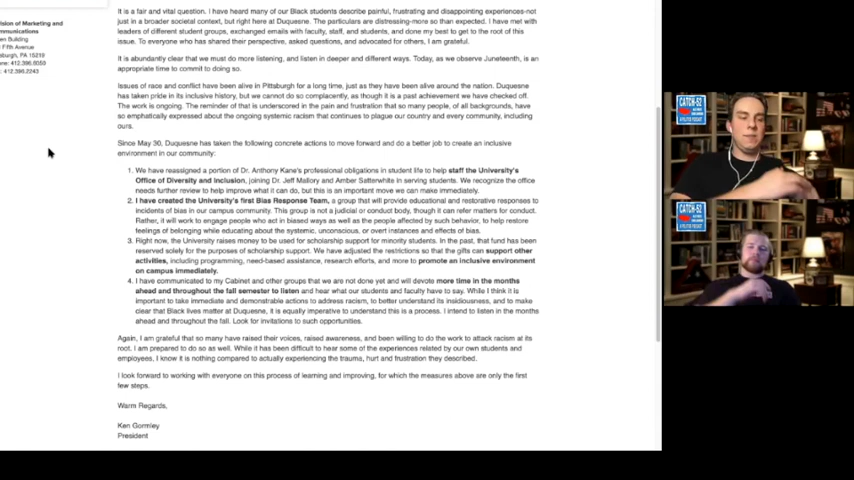 ision of Marketing and
mmunications
en Building
Fifth Avenue
sburgh, PA 15219
ne: 412.396.6050
x: 412.396.2243
It is a fair and vital question. I have heard many of our Black students describe painful, frustrating and disappointing experiences-not
just in a broader societal context, but right here at Duquesne. The particulars are distressing-more so than expected. I have met with
leaders of different student groups, exchanged emails with faculty, staff, and students, and done my best to get to the root of this
issue. To everyone who has shared their perspective, asked questions, and advocated for others, I am grateful.
It is abundantly clear that we must do more listening, and listen in deeper and different ways. Today, as we observe Juneteenth, is an
appropriate time to commit to doing so.
Issues of race and conflict have been alive in Pittsburgh for a long time, just as they have been alive around the nation. Duquesne
has taken pride in its inclusive history, but we cannot do so complacently, as though it is a past achievement we have checked off.
The work is ongoing. The reminder of that is underscored in the pain and frustration that so many people, of all backgrounds, have
so emphatically expressed about the ongoing systemic racism that continues to plague our country and every community, including
ours.
Since May 30, Duquesne has taken the following concrete actions to move forward and do a better job to create an inclusive
environment in our community:
1. We have reassigned a portion of Dr. Anthony Kane's professional obligations in student life to help staff the University's
Office of Diversity and Inclusion, joining Dr. Jeff Mallory and Amber Satterwhite in serving students. We recognize the office
needs further review to help improve what it can do, but this is an important move we can make immediately.
2. I have created the University's first Bias Response Team, a group that will provide educational and restorative responses to
incidents of bias in our campus community. This group is not a judicial or conduct body, though it can refer matters for conduct.
Rather, it will work to engage people who act in biased ways as well as the people affected by such behavior, to help restore
feelings of belonging while educating about the systemic, unconscious, or overt instances and effects of bias.
3. Right now, the University raises money to be used for scholarship support for minority students. In the past, that fund has been
reserved solely for the purposes of scholarship support. We have adjusted the restrictions so that the gifts can support other
activities, including programming, need-based assistance, research efforts, and more to promote an inclusive environment
on campus immediately.
4. I have communicated to my Cabinet and other groups that we are not done yet and will devote more time in the months
ahead and throughout the fall semester to listen and hear what our students and faculty have to say. While I think it is
important to take immediate and demonstrable actions to address racism, to better understand its insidiousness, and to make
clear that Black lives matter at Duquesne, it is equally imperative to understand this is a process. I intend to listen in the months
ahead and throughout the fall. Look for invitations to such opportunities.
Again, I am grateful that so many have raised their voices, raised awareness, and been willing to do the work to attack racism at its
root. I am prepared to do so as well. While it has been difficult to hear some of the experiences related by our own students and
employees, I know it is nothing compared to actually experiencing the trauma, hurt and frustration they described.
I look forward to working with everyone on this process of learning and improving, for which the measures above are only the first
few steps.
Warm Regards,
Ken Gormley
President
CATCH-52
CATCH-52